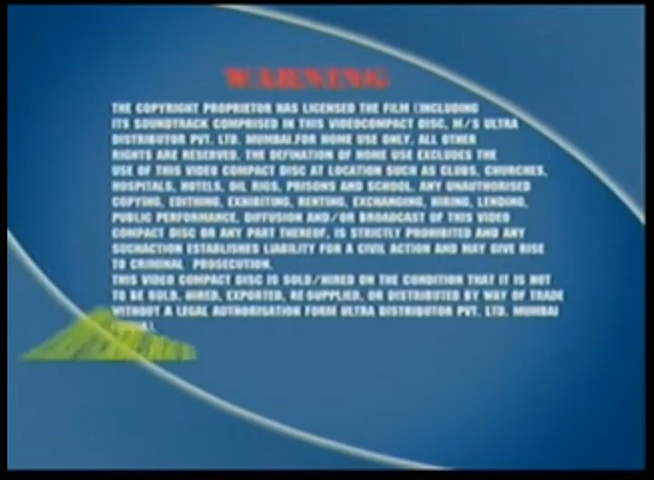 WARNING
THE COPYRIGHT PROPRIETOR HAS LICENSED THE FILM (INCLUDING
ITS SOUNDTRACK COMPRISED IN THIS VIDEOCOMPACT DISC, M/S ULTRA
DISTRIBUTOR PVT. LTD. MUMBAI.FOR HOME USE ONLY. ALL OTHER
RIGHTS ARE RESERVED. THE DEFINATION OF HOME USE EXCLUDES THE
USE OF THIS VIDEO COMPACT DISC AT LOCATION SUCH AS CLUBS, CHURCHES,
HOSPITALS, HOTELS, OIL RIGS, PRISONS AND SCHOOL. ANY UNAUTHORISED
COPYING, EDITHING, EXHIBITING, RENTING, EXCHANGING, HIRING, LENDING,
PUBLIC PERFORMANCE. DIFFUSION AND/OR BROADCAST OF THIS VIDEO
COMPACT DISC OR ANY PART THEREOF, IS STRICTLY PROHIBITED AND ANY
SUCHACTION ESTABLISHES LIABILITY FOR A CIVIL ACTION AND MAY GIVE RISE
TO CRIMINAL PROSECUTION.
THIS VIDEO COMPACT DISC IS SOLD/HIRED ON THE CONDITION THAT IT IS NOT
TO BE SOLD, HIRED, EXPORTED, RE-SUPPLIED, OR DISTRIBUTED BY WAY OF TRADE
WITHOUT A LEGAL AUTHORISATION FORM ULTRA DISTRIBUTOR PVT. LTD. MUMBAI